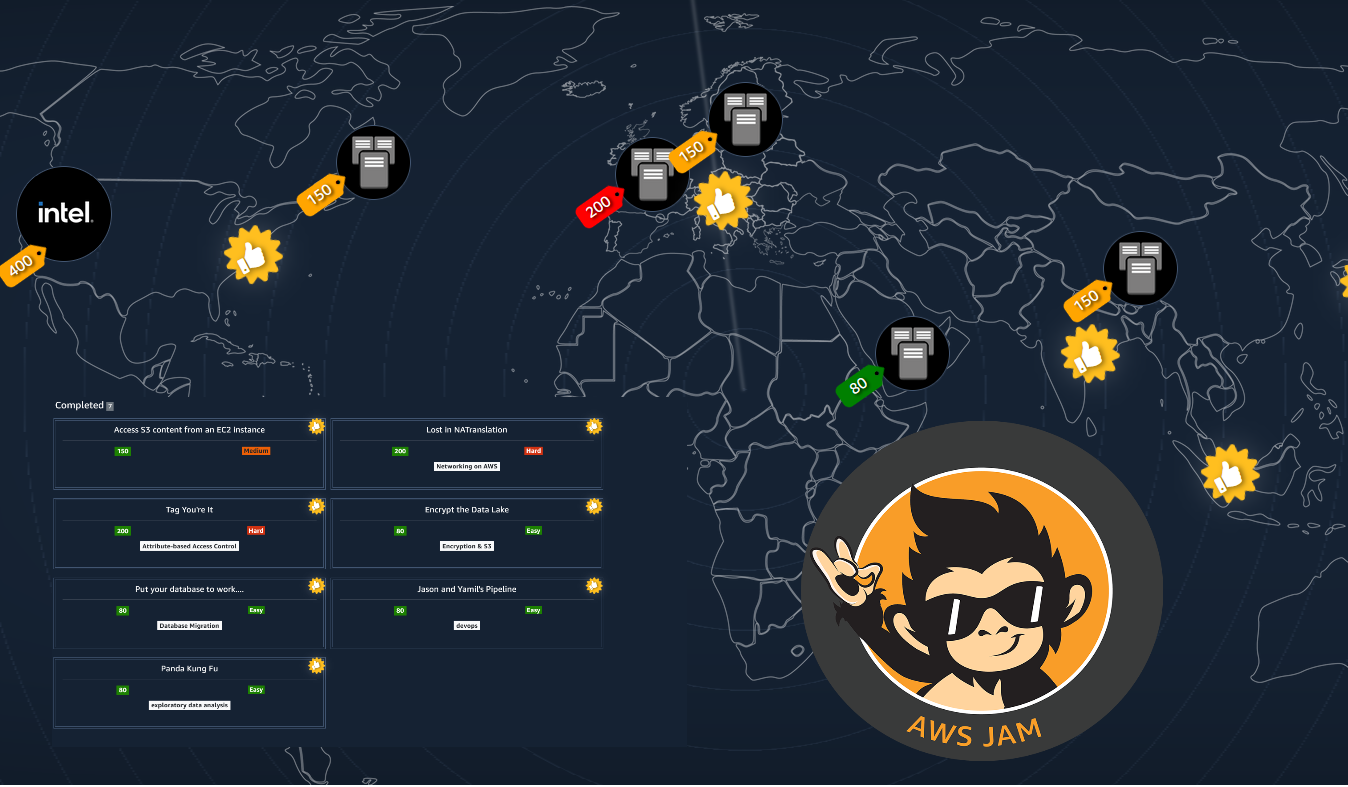 150
200
150
intel.
400
150
80
Completed 7
Access S3 content from an EC2 Instance
150 Medium
Lost in NATranslation
200 Hard
Networking on AWS
Tag You're It
200 Hard
Attribute-based Access Control
Encrypt the Data Lake
80 Easy
Encryption & S3
Put your database to work....
80 Easy
Database Migration
Jason and Yamil's Pipeline
80 Easy
devops
Panda Kung Fu
80 Easy
exploratory data analysis
AWS JAM